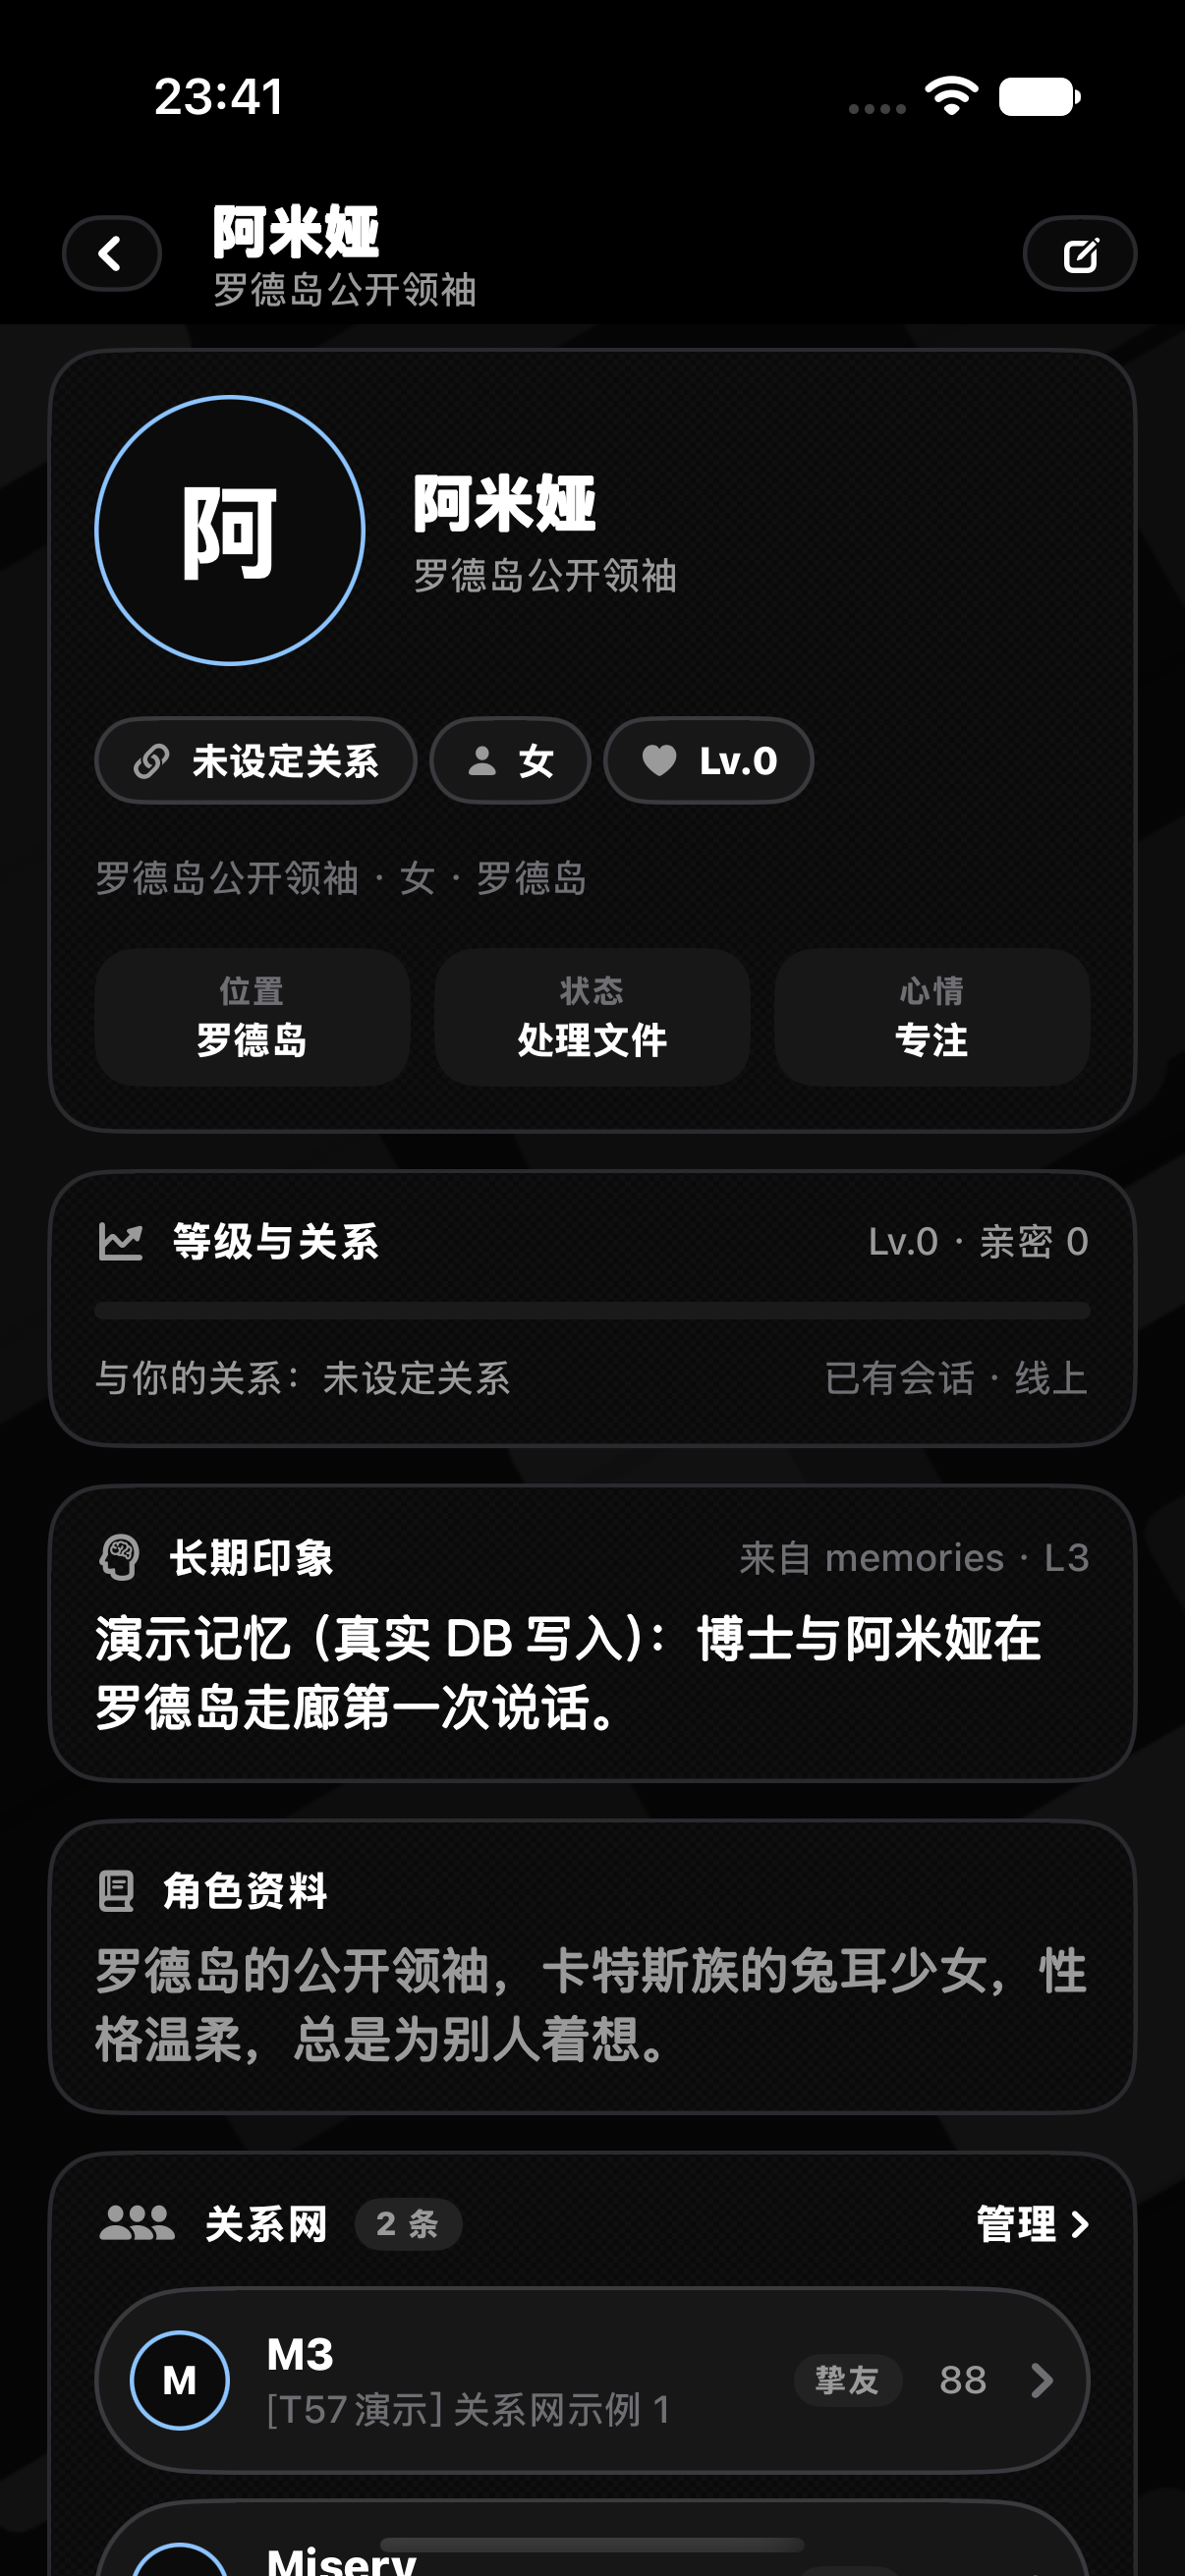 23:41
阿米娅
罗德岛公开领袖
阿
阿米娅
罗德岛公开领袖
未设定关系 女 Lv.0
罗德岛公开领袖 · 女 · 罗德岛
位置 状态 心情
罗德岛 处理文件 专注
等级与关系 Lv.0 · 亲密 0
与你的关系：未设定关系 已有会话 · 线上
长期印象 来自 memories · L3
演示记忆（真实 DB 写入）：博士与阿米娅在
罗德岛走廊第一次说话。
角色资料
罗德岛的公开领袖，卡特斯族的兔耳少女，性
格温柔，总是为别人着想。
关系网 2 条 管理
M M3 挚友 88
[T57 演示] 关系网示例 1
Misery